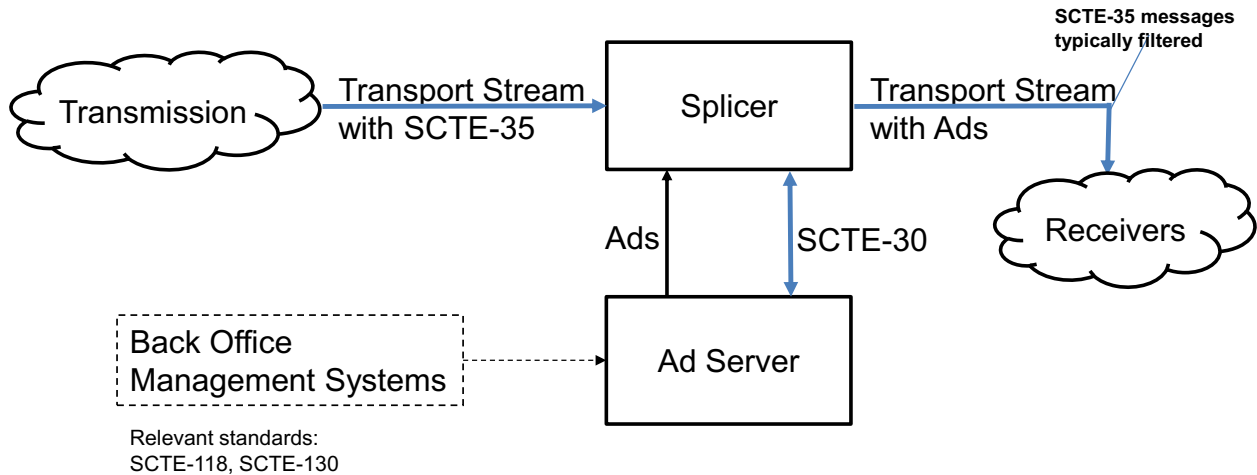 SCTE-35 messages
typically filtered
Transmission
Transport Stream
with SCTE-35
Splicer
Transport Stream
with Ads
Receivers
Ads
SCTE-30
Back Office
Management Systems
Ad Server
Relevant standards:
SCTE-118, SCTE-130